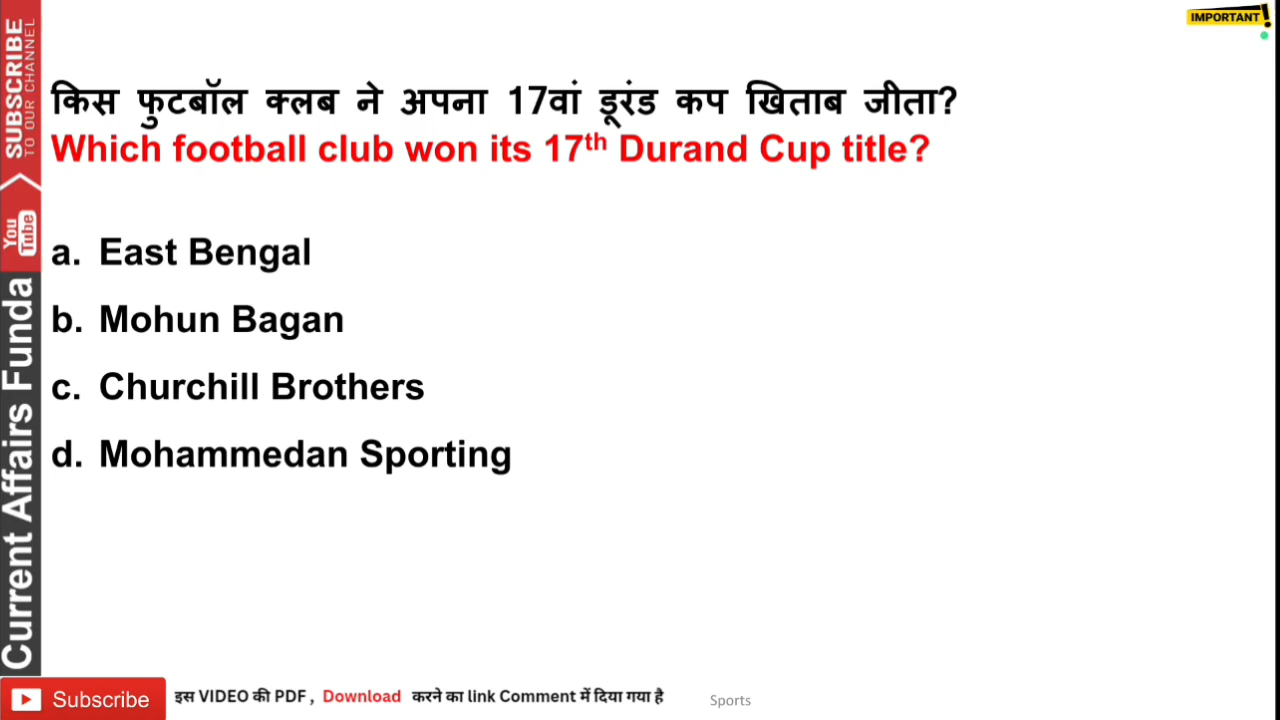 IMPORTANT!
किस फुटबॉल क्लब ने अपना 17वां डूरंड कप खिताब जीता?
Which football club won its 17th Durand Cup title?
a. East Bengal
b. Mohun Bagan
c. Churchill Brothers
d. Mohammedan Sporting
SUBSCRIBE
TO OUR CHANNEL
You Tube
Current Affairs Funda
Subscribe
इस VIDEO की PDF , Download करने का link Comment में दिया गया है
Sports